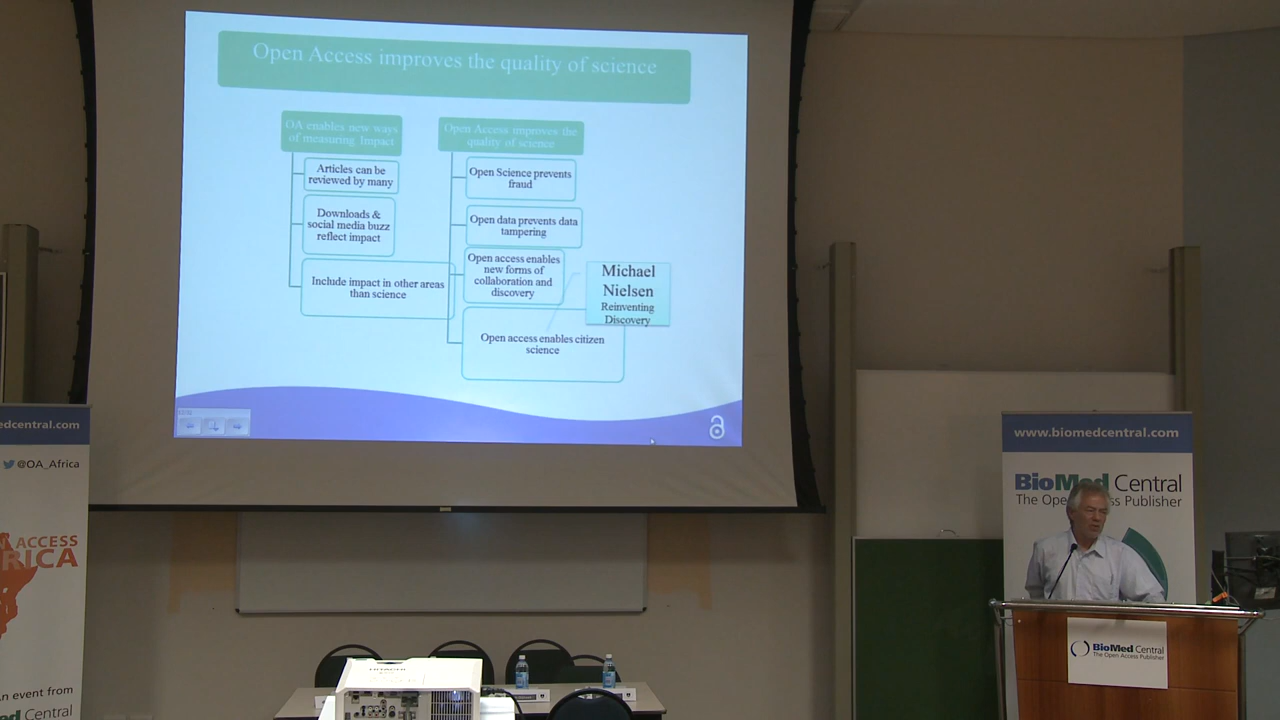 Open Access improves the quality of science
OA enables new ways
of measuring Impact
Articles can be
reviewed by many
Downloads &
social media buzz
reflect impact
Include impact in other areas
than science
Open Access improves the
quality of science
Open Science prevents
fraud
Open data prevents data
tampering
Open access enables
new forms of
collaboration and
discovery
Open access enables citizen
science
Michael
Nielsen
Reinventing
Discovery
edcentral.com
@OA_Africa
N ACCESS
RICA
An event from
ed Central
www.biomedcentral.com
BioMed Central
The Open Access Publisher
BioMed Central
The Open Access Publisher
HITACHI